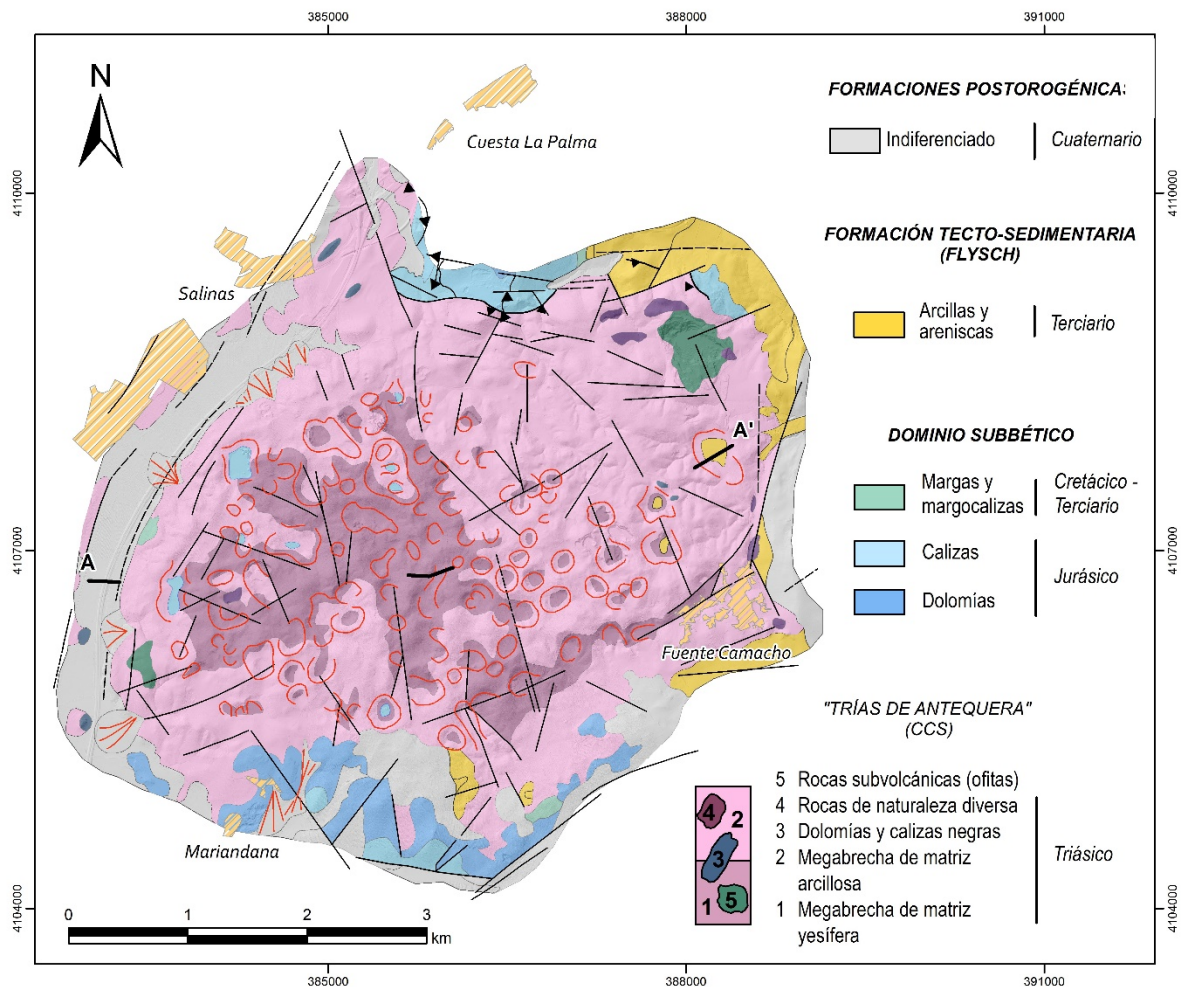 385000
388000
391000
N
FORMACIONES POSTOROGÉNICAS
Indiferenciado
Cuaternario
Cuesta La Palma
4110000
4110000
FORMACIÓN TECTO-SEDIMENTARIA
(FLYSCH)
Salinas
Arcillas y
areniscas
Terciario
DOMINIO SUBBÉTICO
A'
Margas y
margocalizas
Cretácico -
Terciario
4107000
4107000
Calizas
Jurásico
A
Dolomías
Fuente Camacho
"TRÍAS DE ANTEQUERA"
(CCS)
5 Rocas subvolcánicas (ofitas)
4 Rocas de naturaleza diversa
3 Dolomías y calizas negras
2 Megabrecha de matriz
arcillosa
1 Megabrecha de matriz
yesífera
Triásico
4
2
3
1
5
Mariandana
4104000
4104000
0 1 2 3
km
385000
388000
391000